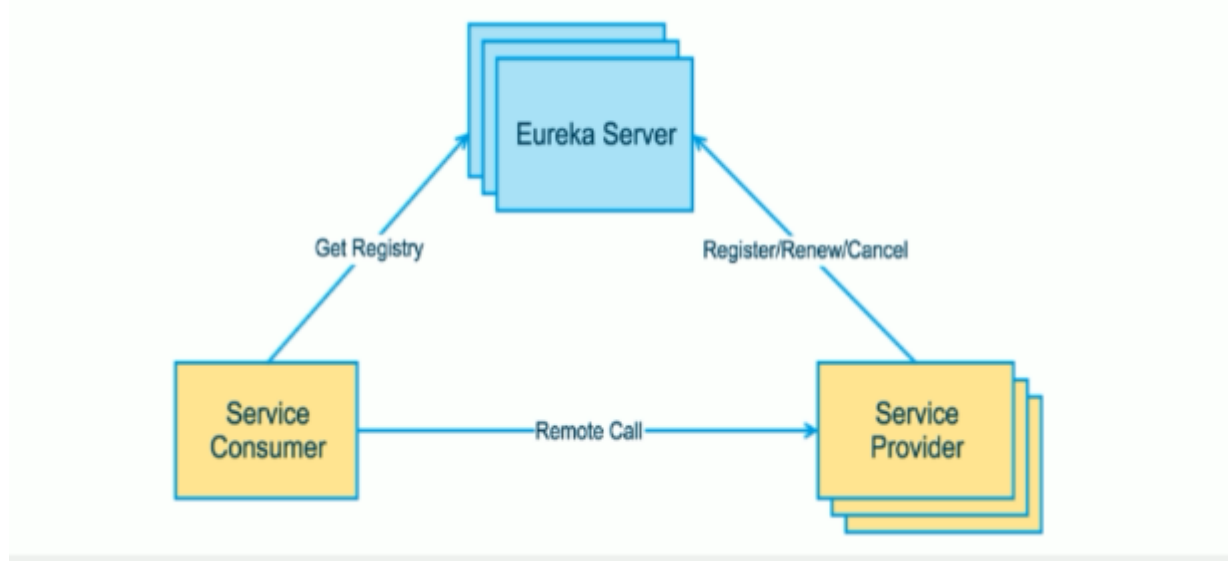 Eureka Server
Get Registry
Register/Renew/Cancel
Service
Consumer
Remote Call
Service
Provider